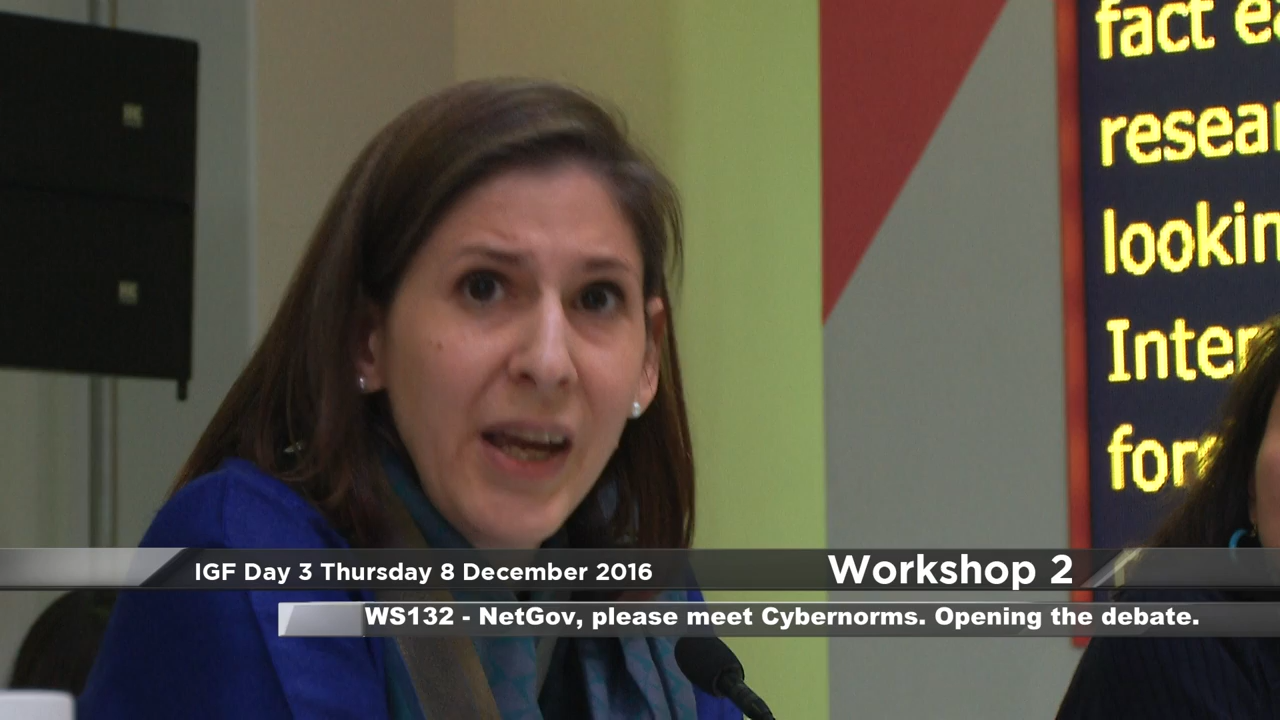 fact
resear
lookin
Inter
for
IGF Day 3 Thursday 8 December 2016
Workshop 2
WS132 - NetGov, please meet Cybernorms. Opening the debate.